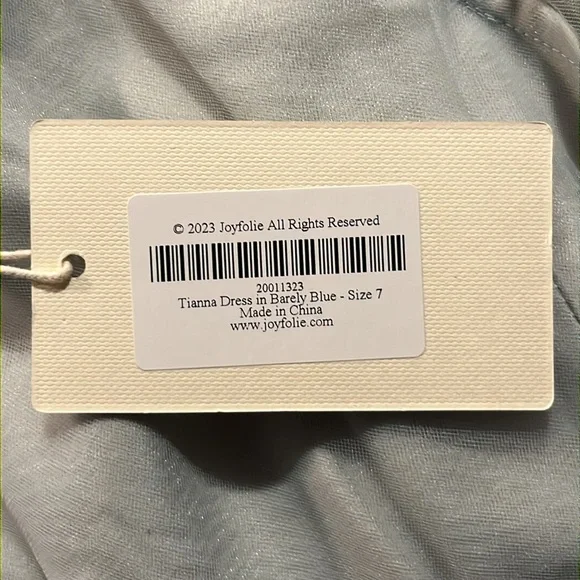 © 2023 Joyfolie All Rights Reserved
20011323
Tianna Dress in Barely Blue - Size 7
Made in China
www.joyfolie.com